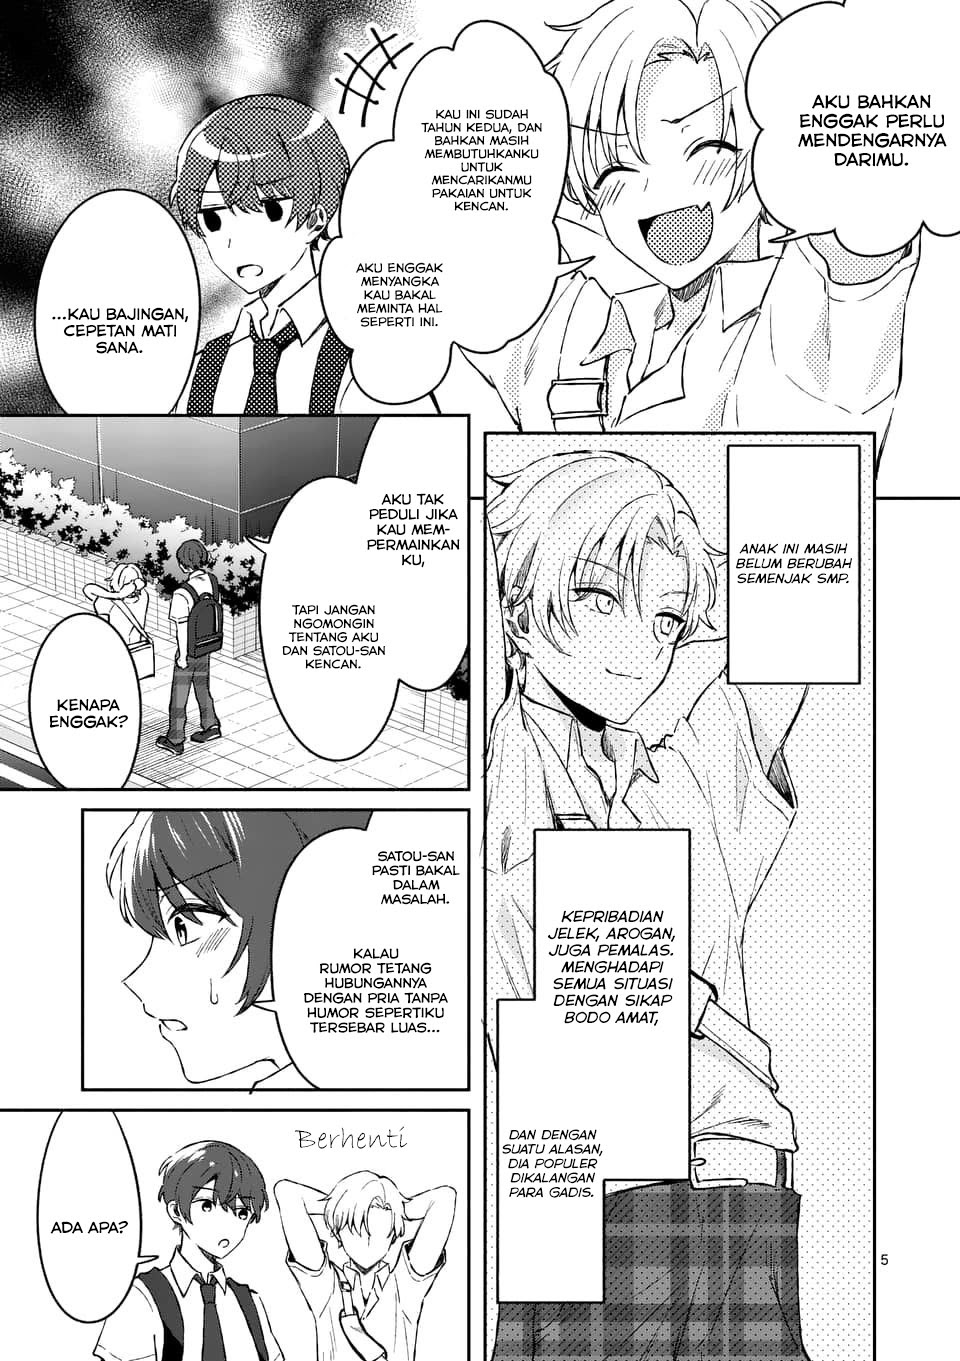 AKU BAHKAN
ENGGAK PERLU
MENDENGARNYA
DARIMU.
KAU INI SUDAH
TAHUN KEDUA, DAN
BAHKAN MASIH
MEMBUTUHKANKU
UNTUK
MENCARIKANMU
PAKAIAN UNTUK
KENCAN.
AKU ENGGAK
MENYANGKA
KAU BAKAL
MEMINTA HAL
SEPERTI INI.
...KAU BAJINGAN,
CEPETAN MATI
SANA.
ANAK INI MASIH
BELUM BERUBAH
SEMENJAK SMP.
KEPRIBADIAN
JELEK, AROGAN,
JUGA PEMALAS.
MENGHADAPI
SEMUA SITUASI
DENGAN SIKAP
BODO AMAT,
DAN DENGAN
SUATU ALASAN,
DIA POPULER
DIKALANGAN
PARA GADIS.
AKU TAK
PEDULI JIKA
KAU MEM-
PERMAINKAN
KU,
TAPI JANGAN
NGOMONGIN
TENTANG AKU
DAN SATOU-SAN
KENCAN.
KENAPA
ENGGAK?
SATOU-SAN
PASTI BAKAL
DALAM
MASALAH.
KALAU
RUMOR TETANG
HUBUNGANNYA
DENGAN PRIA TANPA
HUMOR SEPERTIKU
TERSEBAR LUAS...
Berhenti
ADA APA?
5